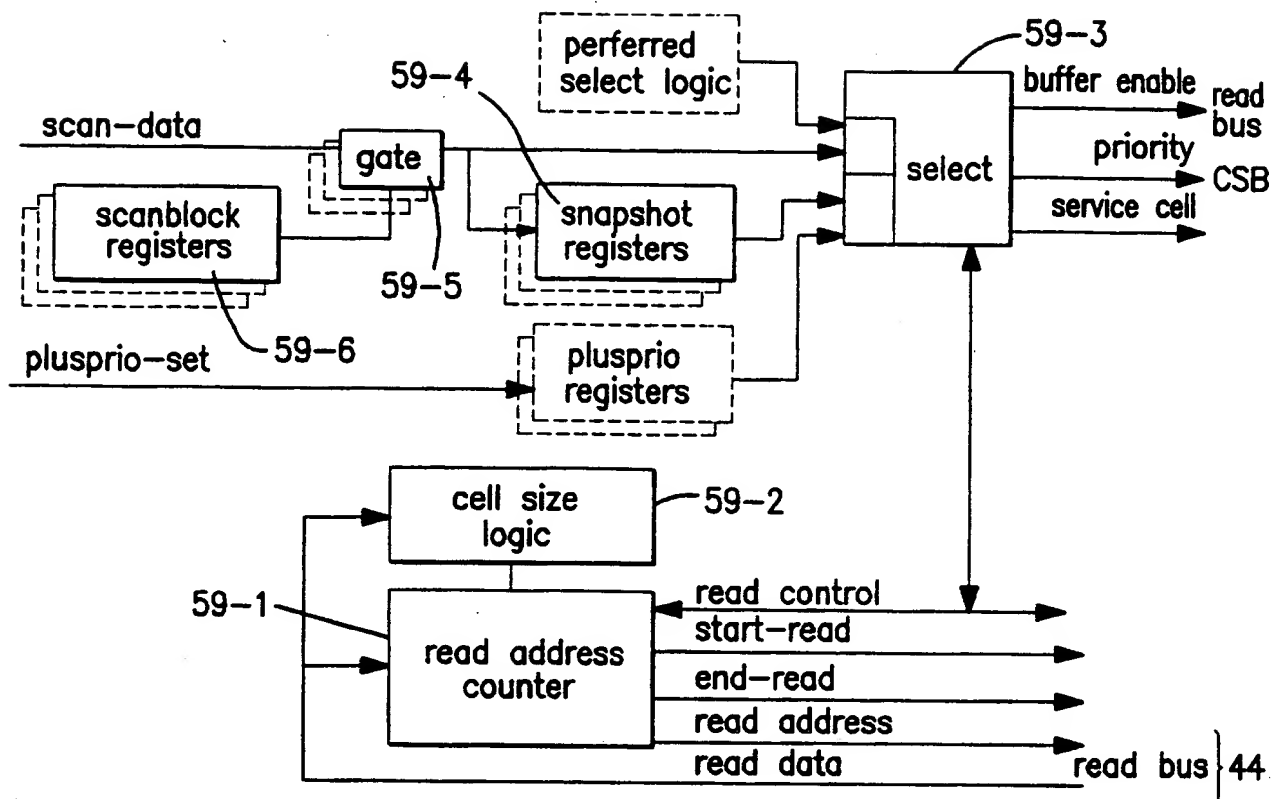 perferred
select logic
59-3
59-4
buffer enable
read
bus
scan-data
gate
priority
select
CSB
scanblock
registers
snapshot
registers
service cell
59-5
59-6
plusprio-set
plusprio
registers
cell size
logic
59-2
59-1
read control
start-read
read address
counter
end-read
read address
read data
read bus
44